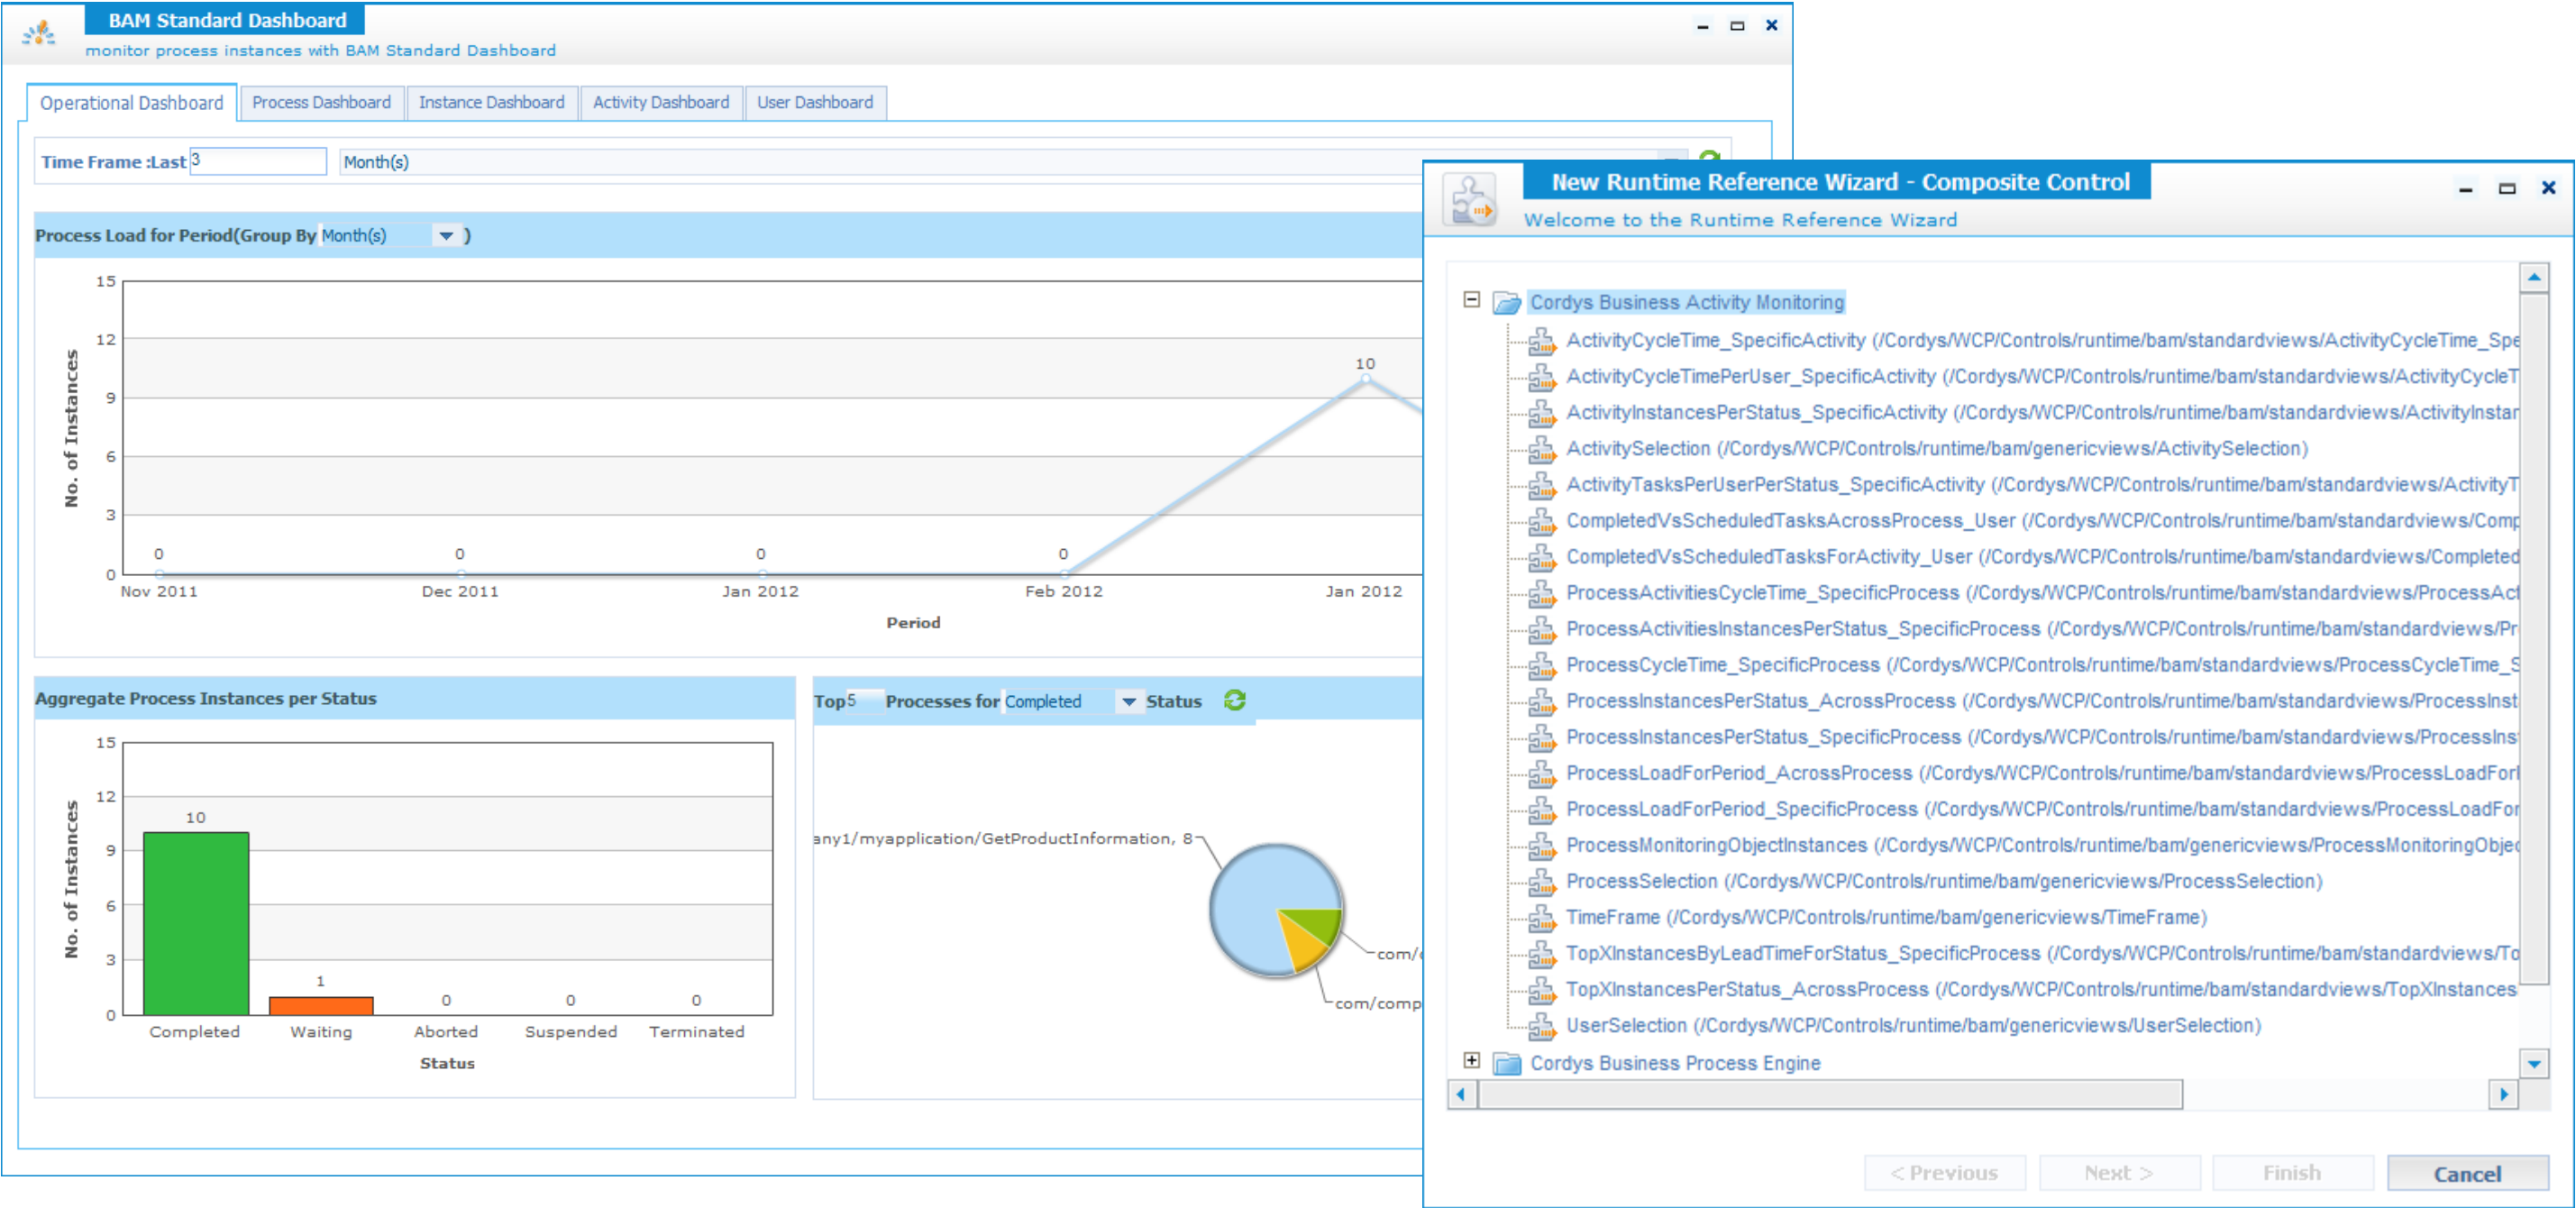 BAM Standard Dashboard
monitor process instances with BAM Standard Dashboard
Operational Dashboard
Process Dashboard
Instance Dashboard
Activity Dashboard
User Dashboard
Time Frame :Last 3 Month(s)
Process Load for Period(Group By Month(s) )
15
12
9
6
3
0
No. of Instances
0
0
0
0
10
Nov 2011
Dec 2011
Jan 2012
Feb 2012
Jan 2012
Period
Aggregate Process Instances per Status
15
12
9
6
3
0
No. of Instances
10
1
0
0
0
Completed
Waiting
Aborted
Suspended
Terminated
Status
Top 5 Processes for Completed Status
any1/myapplication/GetProductInformation, 8
com/
com/comp
New Runtime Reference Wizard - Composite Control
Welcome to the Runtime Reference Wizard
Cordys Business Activity Monitoring
ActivityCycleTime_SpecificActivity (/Cordys/WCP/Controls/runtime/bam/standardviews/ActivityCycleTime_Spe
ActivityCycleTimePerUser_SpecificActivity (/Cordys/WCP/Controls/runtime/bam/standardviews/ActivityCycleT
ActivityInstancesPerStatus_SpecificActivity (/Cordys/WCP/Controls/runtime/bam/standardviews/ActivityInstan
ActivitySelection (/Cordys/WCP/Controls/runtime/bam/genericviews/ActivitySelection)
ActivityTasksPerUserPerStatus_SpecificActivity (/Cordys/WCP/Controls/runtime/bam/standardviews/ActivityT
CompletedVsScheduledTasksAcrossProcess_User (/Cordys/WCP/Controls/runtime/bam/standardviews/Comp
CompletedVsScheduledTasksForActivity_User (/Cordys/WCP/Controls/runtime/bam/standardviews/Completed
ProcessActivitiesCycleTime_SpecificProcess (/Cordys/WCP/Controls/runtime/bam/standardviews/ProcessAct
ProcessActivitiesInstancesPerStatus_SpecificProcess (/Cordys/WCP/Controls/runtime/bam/standardviews/Pr
ProcessCycleTime_SpecificProcess (/Cordys/WCP/Controls/runtime/bam/standardviews/ProcessCycleTime_S
ProcessInstancesPerStatus_AcrossProcess (/Cordys/WCP/Controls/runtime/bam/standardviews/ProcessInst
ProcessInstancesPerStatus_SpecificProcess (/Cordys/WCP/Controls/runtime/bam/standardviews/ProcessInst
ProcessLoadForPeriod_AcrossProcess (/Cordys/WCP/Controls/runtime/bam/standardviews/ProcessLoadForP
ProcessLoadForPeriod_SpecificProcess (/Cordys/WCP/Controls/runtime/bam/standardviews/ProcessLoadFor
ProcessMonitoringObjectInstances (/Cordys/WCP/Controls/runtime/bam/genericviews/ProcessMonitoringObjec
ProcessSelection (/Cordys/WCP/Controls/runtime/bam/genericviews/ProcessSelection)
TimeFrame (/Cordys/WCP/Controls/runtime/bam/genericviews/TimeFrame)
TopXInstancesByLeadTimeForStatus_SpecificProcess (/Cordys/WCP/Controls/runtime/bam/standardviews/To
TopXInstancesPerStatus_AcrossProcess (/Cordys/WCP/Controls/runtime/bam/standardviews/TopXInstances
UserSelection (/Cordys/WCP/Controls/runtime/bam/genericviews/UserSelection)
Cordys Business Process Engine
< Previous
Next >
Finish
Cancel